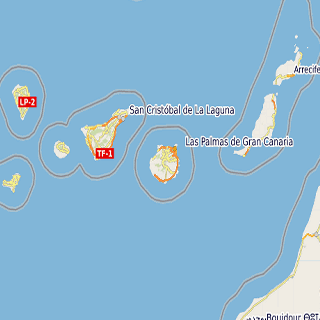 Arrecife
LP-2
San Cristóbal de La Laguna
Las Palmas de Gran Canaria
TF-1